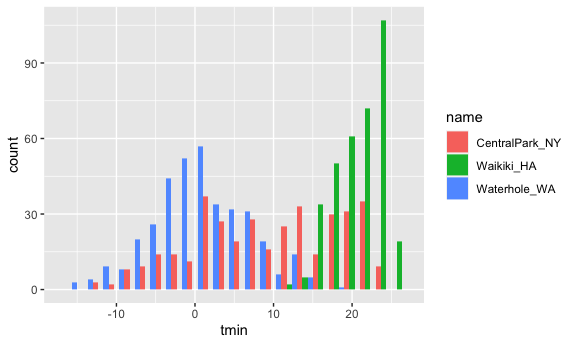 90
60
30
0
count
-10 0 10 20
tmin
name
CentralPark_NY
Waikiki_HA
Waterhole_WA